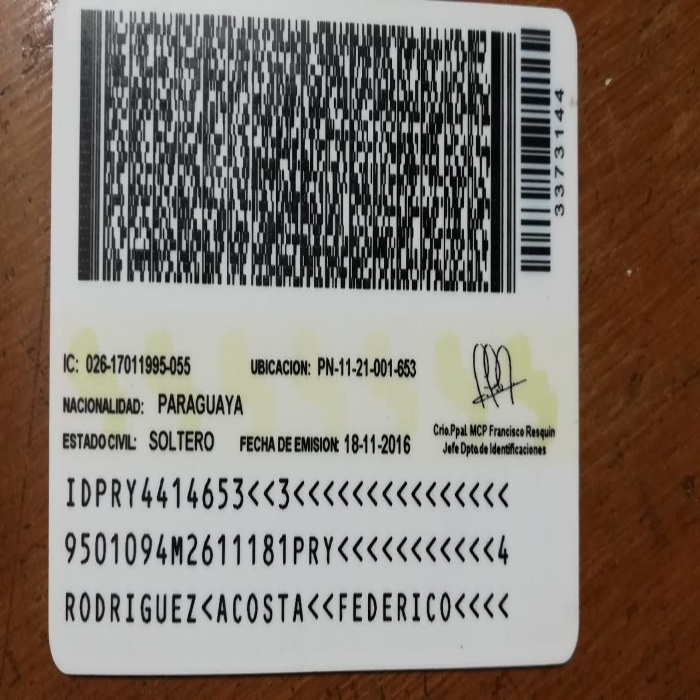 3373144
IC: 026-17011995-055 UBICACION: PN-11-21-001-653
NACIONALIDAD: PARAGUAYA
ESTADO CIVIL: SOLTERO FECHA DE EMISION: 18-11-2016
Crio.Ppal. MCP Francisco Resquin
Jefe Dpto. de Identificaciones
IDPRY4414653<<3<<<<<<<<<<<<<<<
9501094M2611181PRY<<<<<<<<<<<4
RODRIGUEZ<ACOSTA<<FEDERICO<<<<